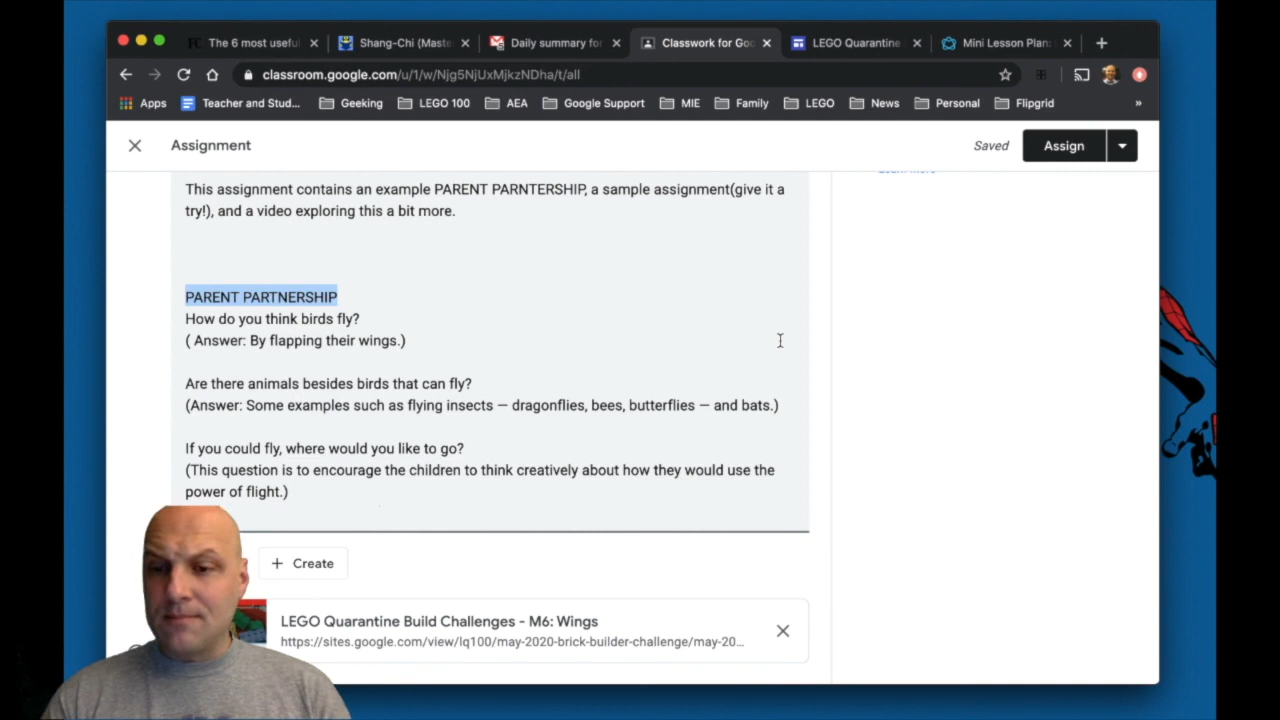 The 6 most usefu
Shang-Chi (Maste
Daily summary for
Classwork for Goo
LEGO Quarantine
Mini Lesson Plan:
classroom.google.com/u/1/w/Njg5NjUxMjkzNDha/t/all
Apps
Teacher and Stud...
Geeking
LEGO 100
AEA
Google Support
MIE
Family
LEGO
News
Personal
Flipgrid
»
Assignment
Saved
Assign
This assignment contains an example PARENT PARNTERSHIP, a sample assignment(give it a
try!), and a video exploring this a bit more.
PARENT PARTNERSHIP
How do you think birds fly?
( Answer: By flapping their wings.)
Are there animals besides birds that can fly?
(Answer: Some examples such as flying insects — dragonflies, bees, butterflies — and bats.)
If you could fly, where would you like to go?
(This question is to encourage the children to think creatively about how they would use the
power of flight.)
+ Create
LEGO Quarantine Build Challenges - M6: Wings
https://sites.google.com/view/lq100/may-2020-brick-builder-challenge/may-20...